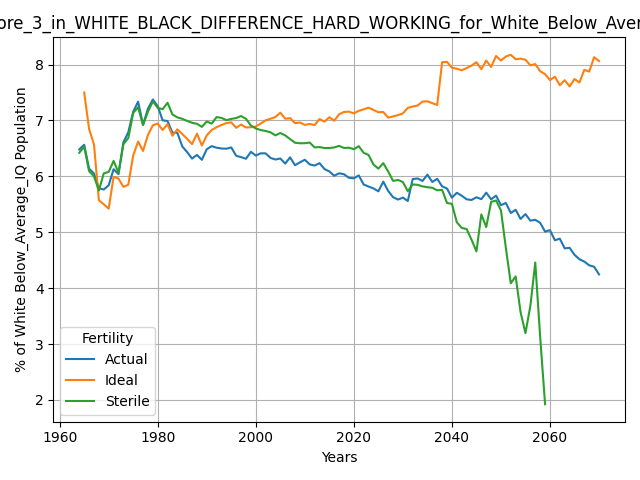 ore_3_in_WHITE_BLACK_DIFFERENCE_HARD_WORKING_for_White_Below_Aver
% of White Below_Average_IQ Population
8
7
6
5
4
3
2
Fertility
Actual
Ideal
Sterile
1960
1980
2000
2020
2040
2060
Years